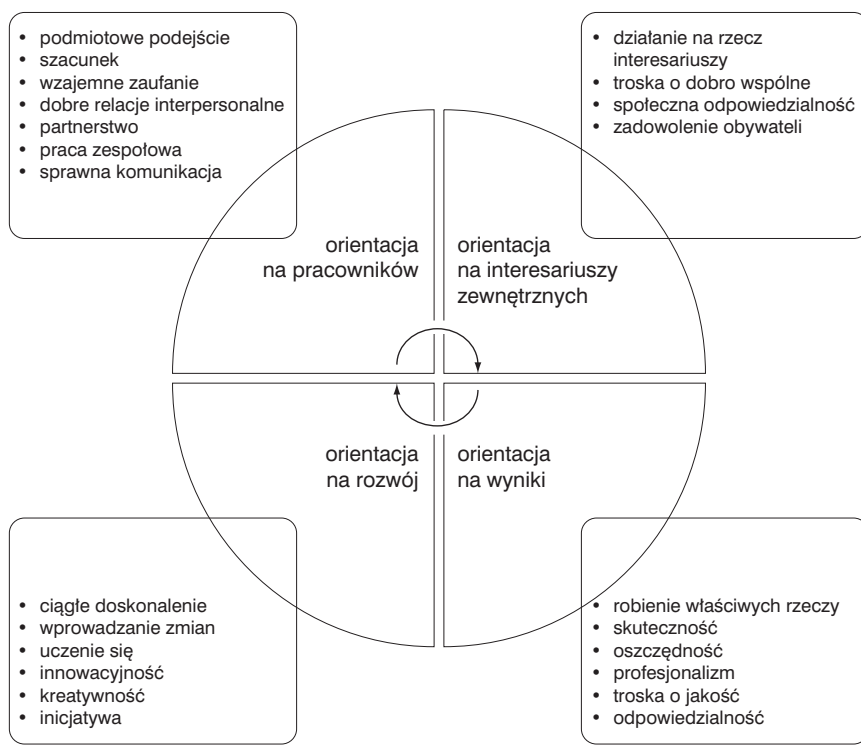 • podmiotowe podejście
• szacunek
• wzajemne zaufanie
• dobre relacje interpersonalne
• partnerstwo
• praca zespołowa
• sprawna komunikacja
• działanie na rzecz
interesariuszy
• troska o dobro wspólne
• społeczna odpowiedzialność
• zadowolenie obywateli
orientacja
na pracowników
orientacja
na interesariuszy
zewnętrznych
orientacja
na rozwój
orientacja
na wyniki
• ciągłe doskonalenie
• wprowadzanie zmian
• uczenie się
• innowacyjność
• kreatywność
• inicjatywa
• robienie właściwych rzeczy
• skuteczność
• oszczędność
• profesjonalizm
• troska o jakość
• odpowiedzialność